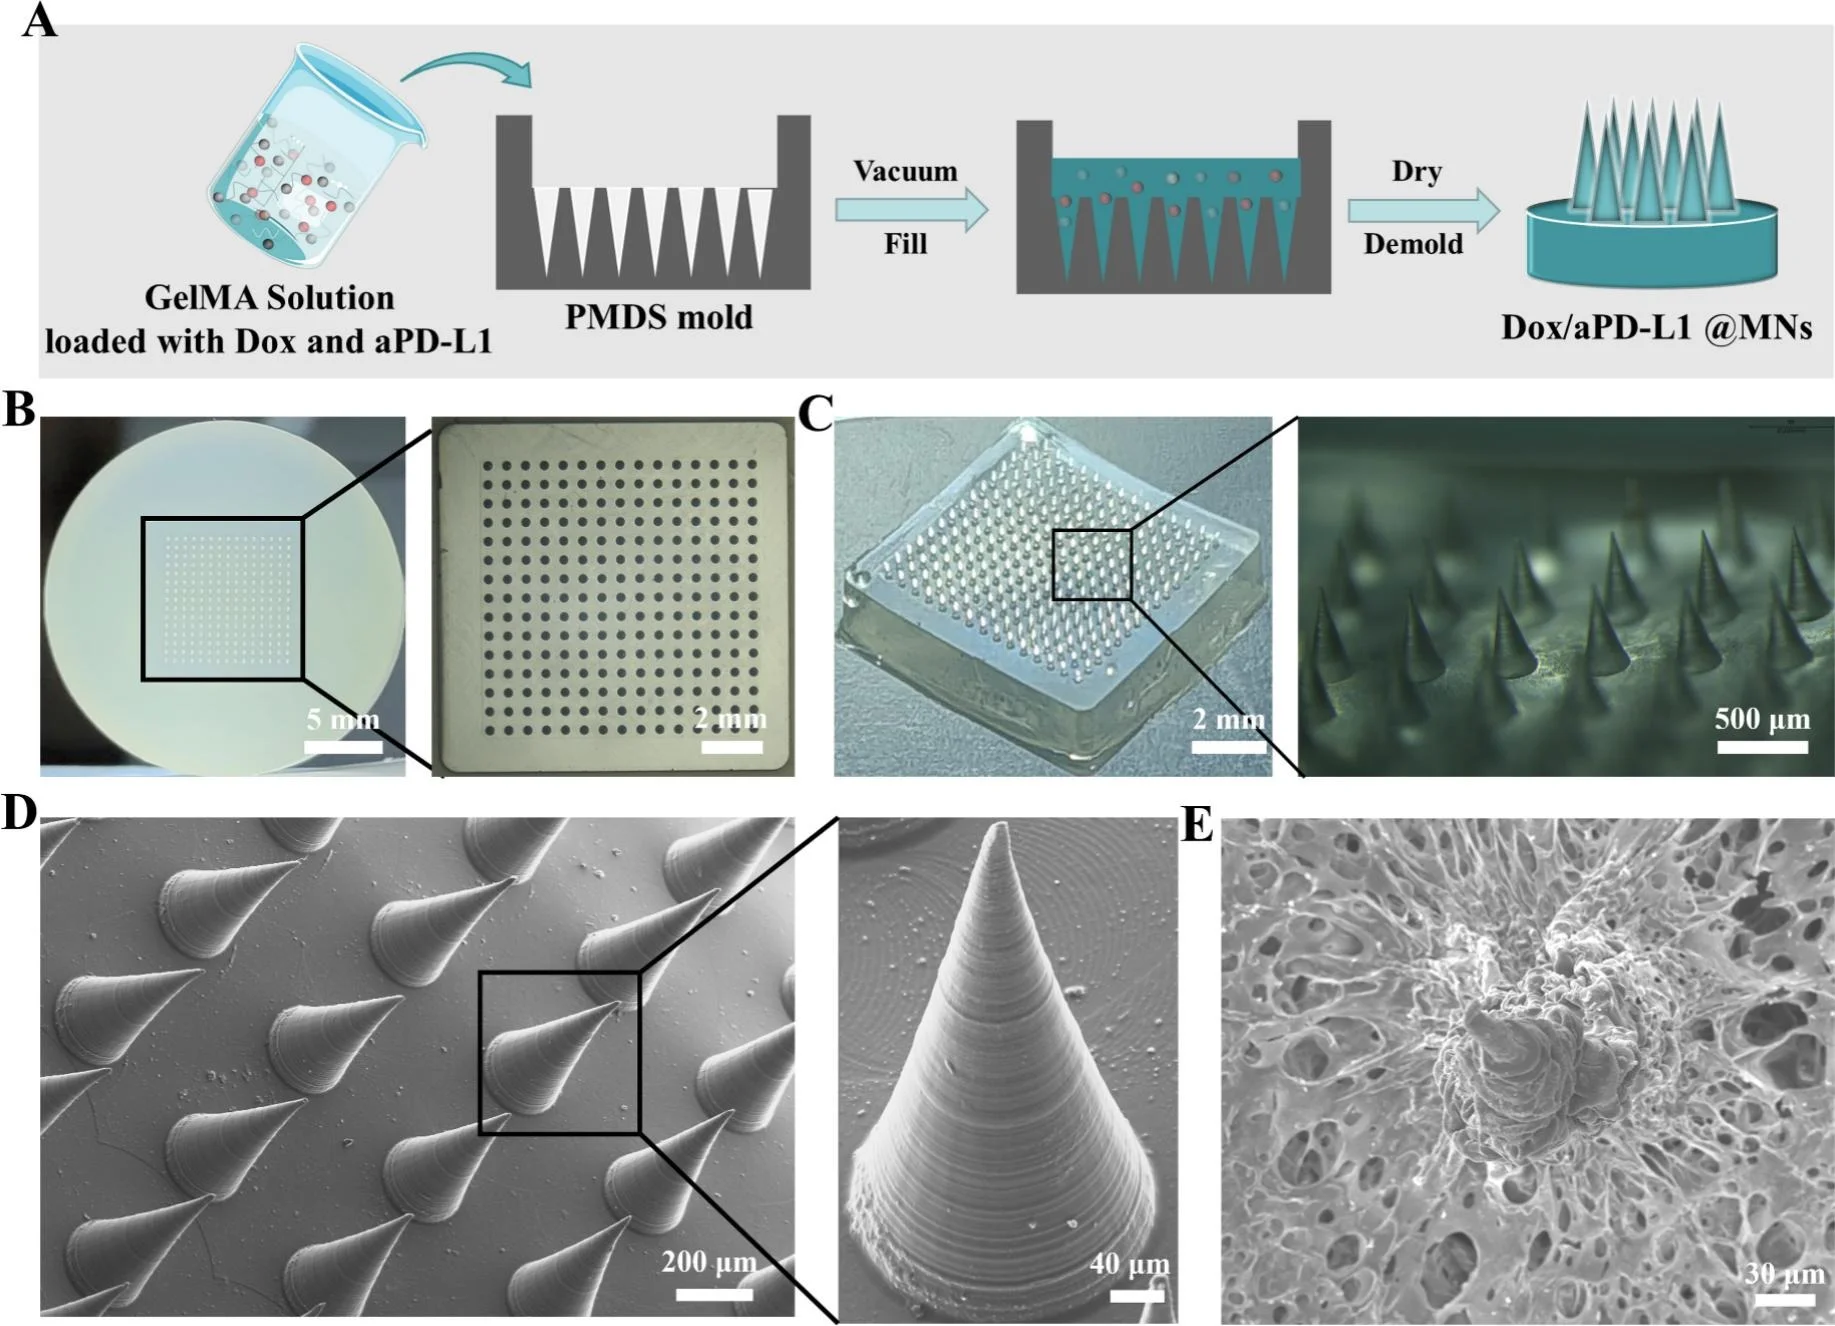 A
GelMA Solution
loaded with Dox and aPD-L1
PMDS mold
Vacuum
Fill
Dry
Demold
Dox/aPD-L1 @MNs
B
5 mm
2 mm
C
2 mm
500 μm
D
200 μm
40 μm
E
30 μm